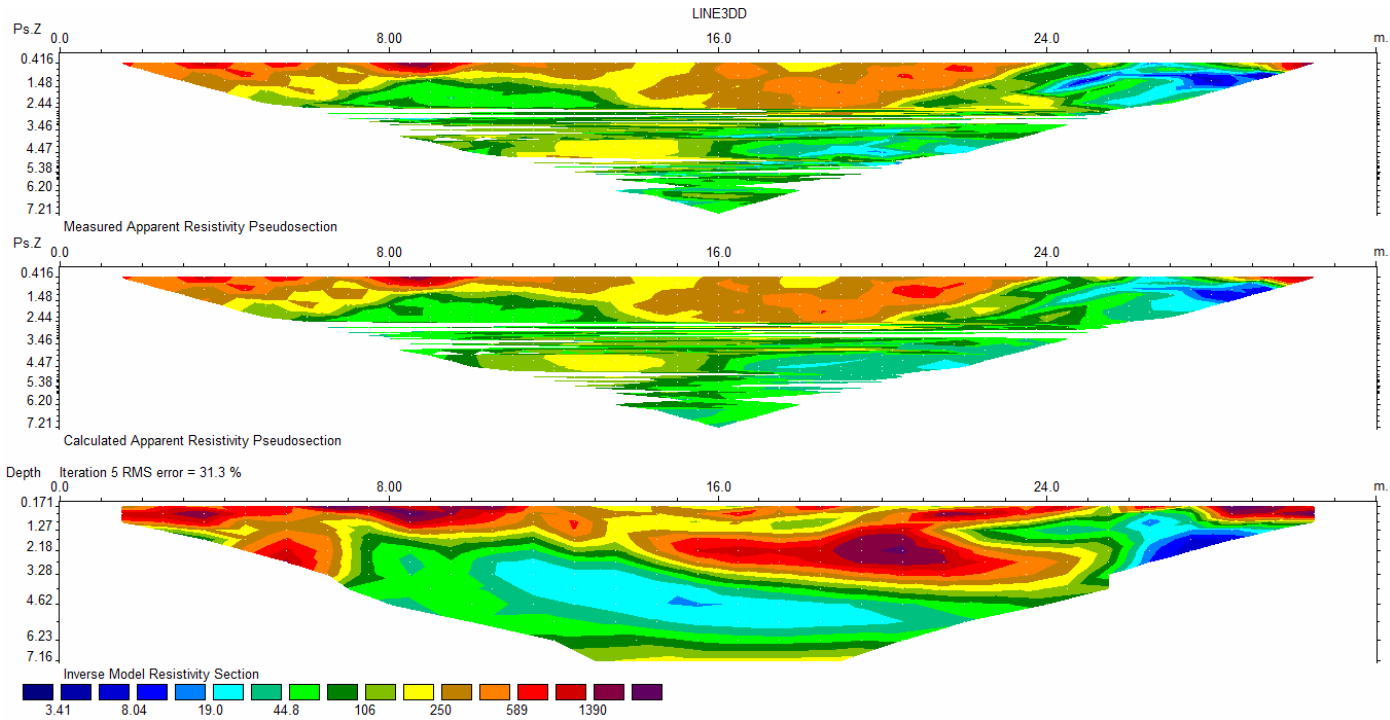 LINE3DD
Ps.Z 0.0 8.00 16.0 24.0 m.
0.416
1.48
2.44
3.46
4.47
5.38
6.20
7.21
Measured Apparent Resistivity Pseudosection
Ps.Z 0.0 8.00 16.0 24.0 m.
0.416
1.48
2.44
3.46
4.47
5.38
6.20
7.21
Calculated Apparent Resistivity Pseudosection
Depth Iteration 5 RMS error = 31.3 %
0.0 8.00 16.0 24.0 m.
0.171
1.27
2.18
3.28
4.62
6.23
7.16
Inverse Model Resistivity Section
3.41 8.04 19.0 44.8 106 250 589 1390